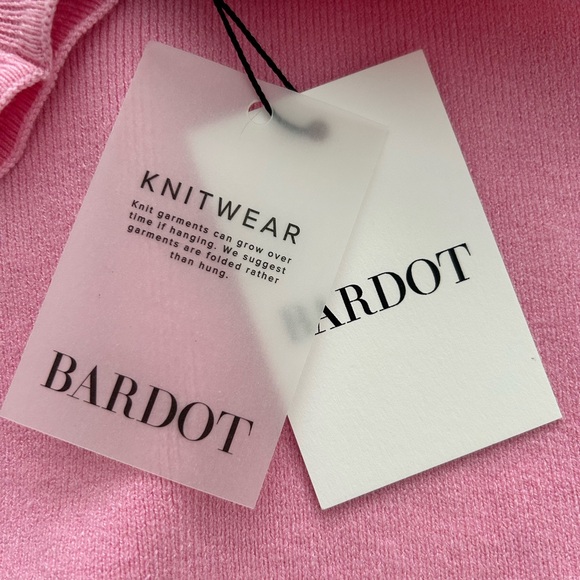 KNITWEAR
Knit garments can grow over
time if hanging. We suggest
garments are folded rather
than hung.
BARDOT
BARDOT